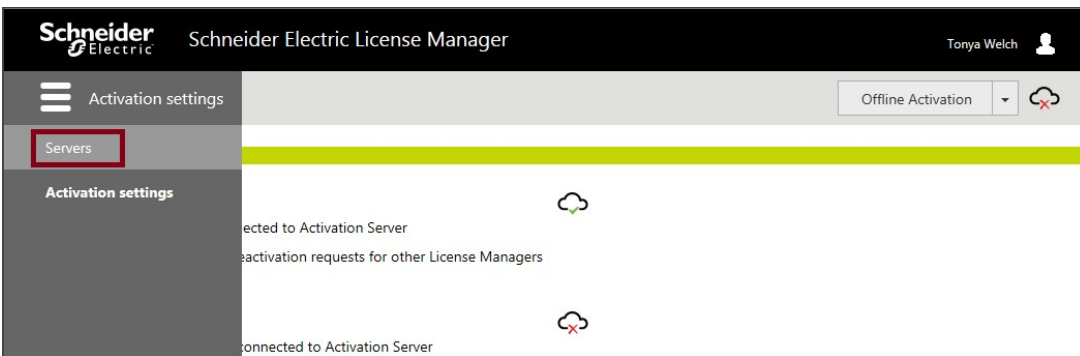 Schneider Electric
Schneider Electric License Manager
Tonya Welch
Activation settings
Offline Activation
Servers
Activation settings
ected to Activation Server
eactivation requests for other License Managers
connected to Activation Server